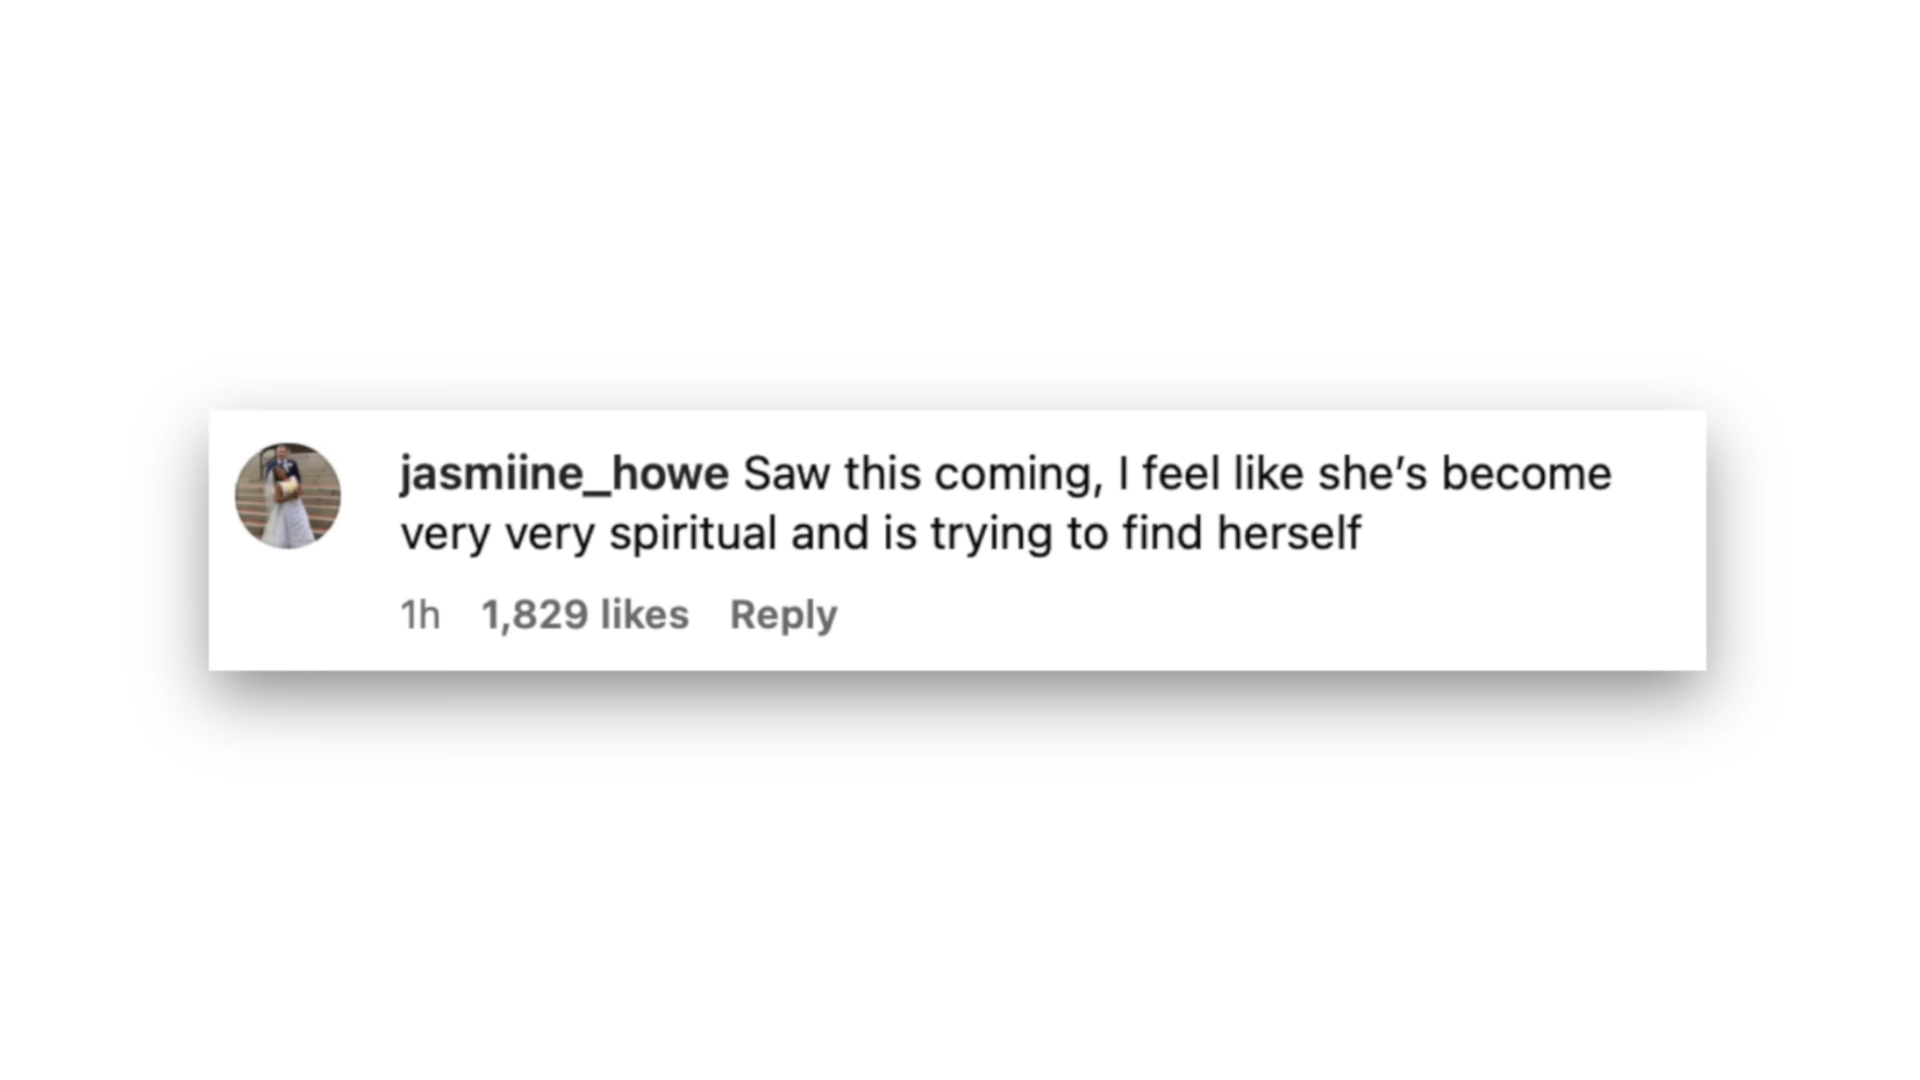 jasmiine_howe Saw this coming, I feel like she’s become
very very spiritual and is trying to find herself
1h 1,829 likes Reply